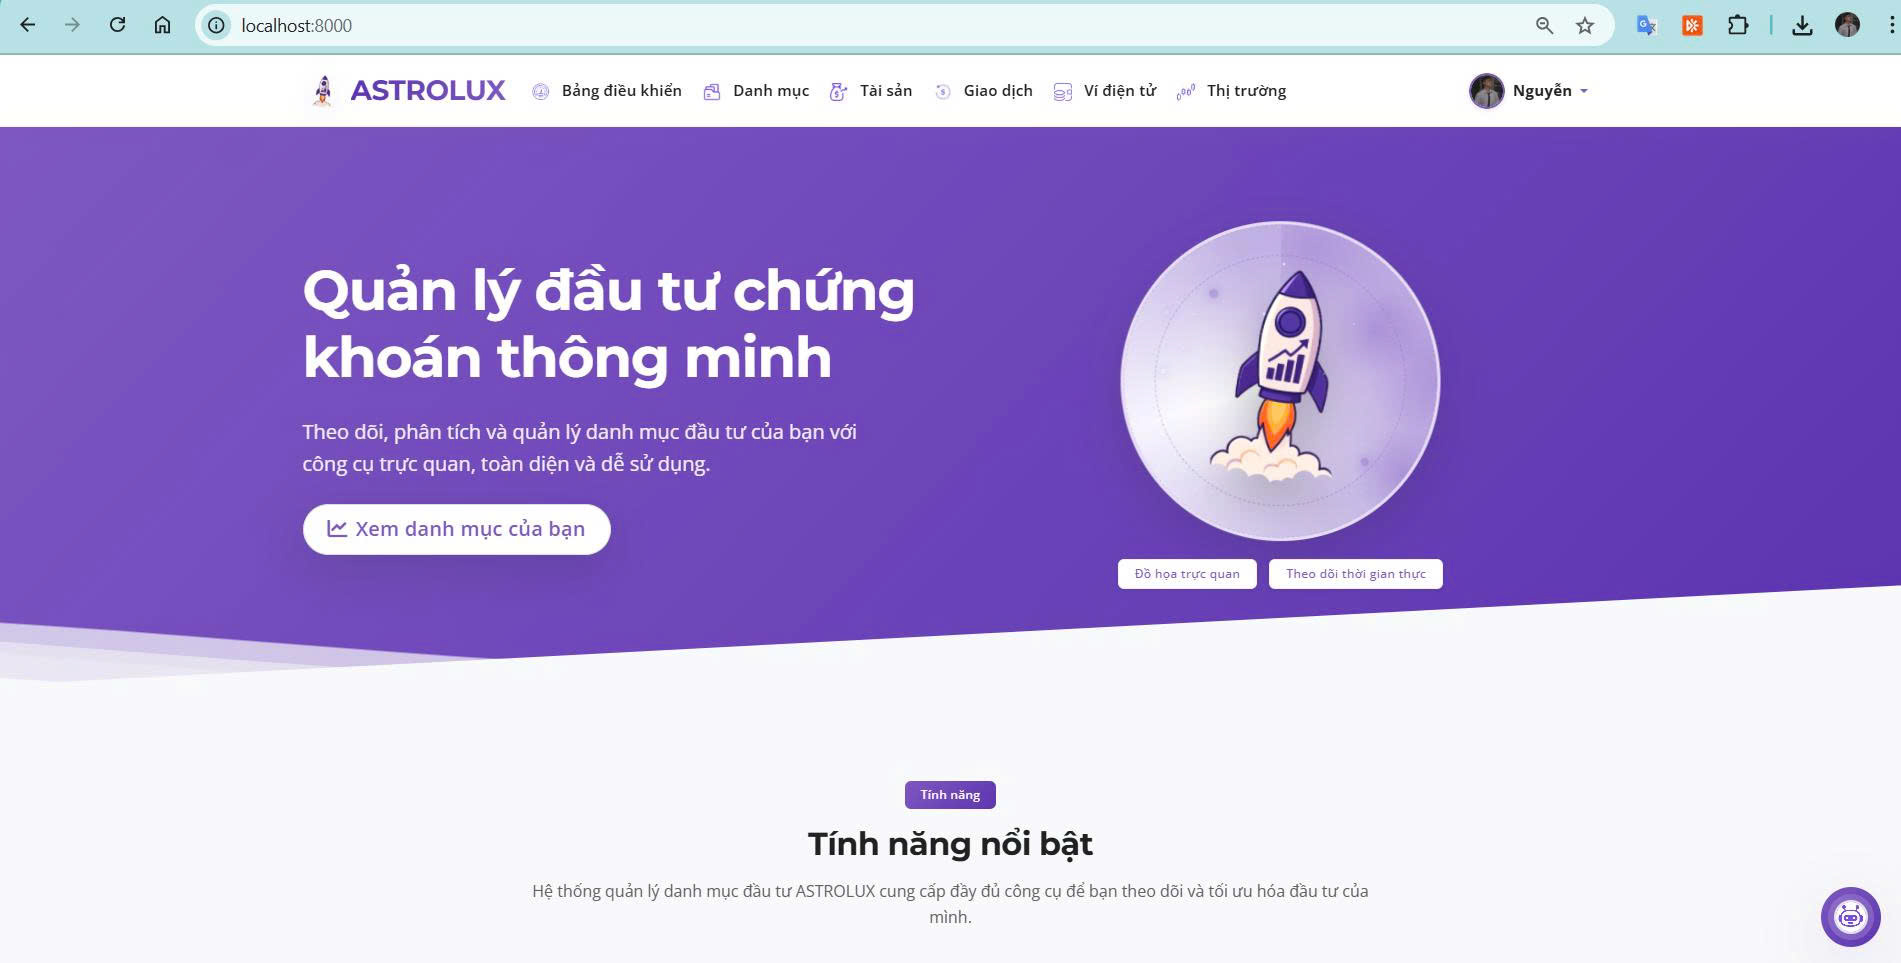 localhost:8000
ASTROLUX Bảng điều khiển Danh mục Tài sản Giao dịch Ví điện tử Thị trường Nguyễn
Quản lý đầu tư chứng
khoán thông minh
Theo dõi, phân tích và quản lý danh mục đầu tư của bạn với
công cụ trực quan, toàn diện và dễ sử dụng.
Xem danh mục của bạn
Đồ họa trực quan Theo dõi thời gian thực
Tính năng
Tính năng nổi bật
Hệ thống quản lý danh mục đầu tư ASTROLUX cung cấp đầy đủ công cụ để bạn theo dõi và tối ưu hóa đầu tư của
mình.